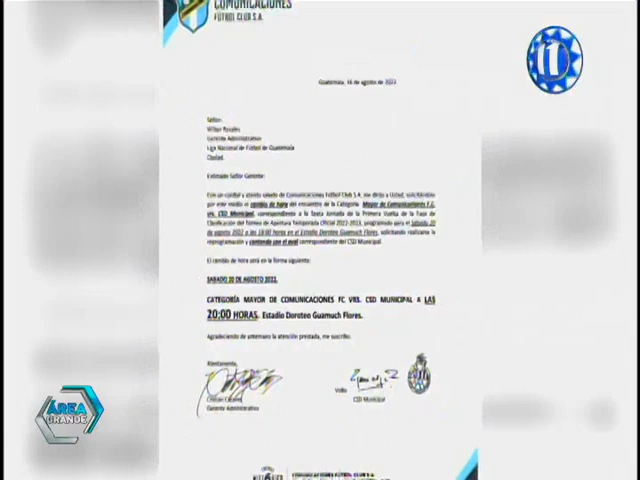 COMUNICACIONES
FÚTBOL CLUB S.A.
11
Guatemala, 16 de agosto de 2022
Señor:
Wilber Rosales
Gerente Administrativo
Liga Nacional de Fútbol de Guatemala
Ciudad.
Estimado Señor Gerente:
Con un cordial y atento saludo de Comunicaciones Fútbol Club S.A. me dirijo a Usted, solicitándole
por este medio el cambio de hora del encuentro de la Categoría Mayor de Comunicaciones F.C.
vrs. CSD Municipal, correspondiente a la Sexta Jornada de la Primera Vuelta de la Fase de
Clasificación del Torneo de Apertura Temporada Oficial 2022-2023, programado para el Sábado 20
de agosto 2022 a las 18:00 horas en el Estadio Doroteo Guamuch Flores, solicitando realizarse la
reprogramación y contando con el aval correspondiente del CSD Municipal.
El cambio de hora será en la forma siguiente:
SABADO 20 DE AGOSTO 2022.
CATEGORÍA MAYOR DE COMUNICACIONES FC VRS. CSD MUNICIPAL A LAS
20:00 HORAS. Estadio Doroteo Guamuch Flores.
Agradeciendo de antemano la atención prestada, me suscribo.
Atentamente,
VoBo
Gerente Administrativo
CSD Municipal
ÁREA
GRANDE
COMUNICACIONES FÚTBOL CLUB S.A.